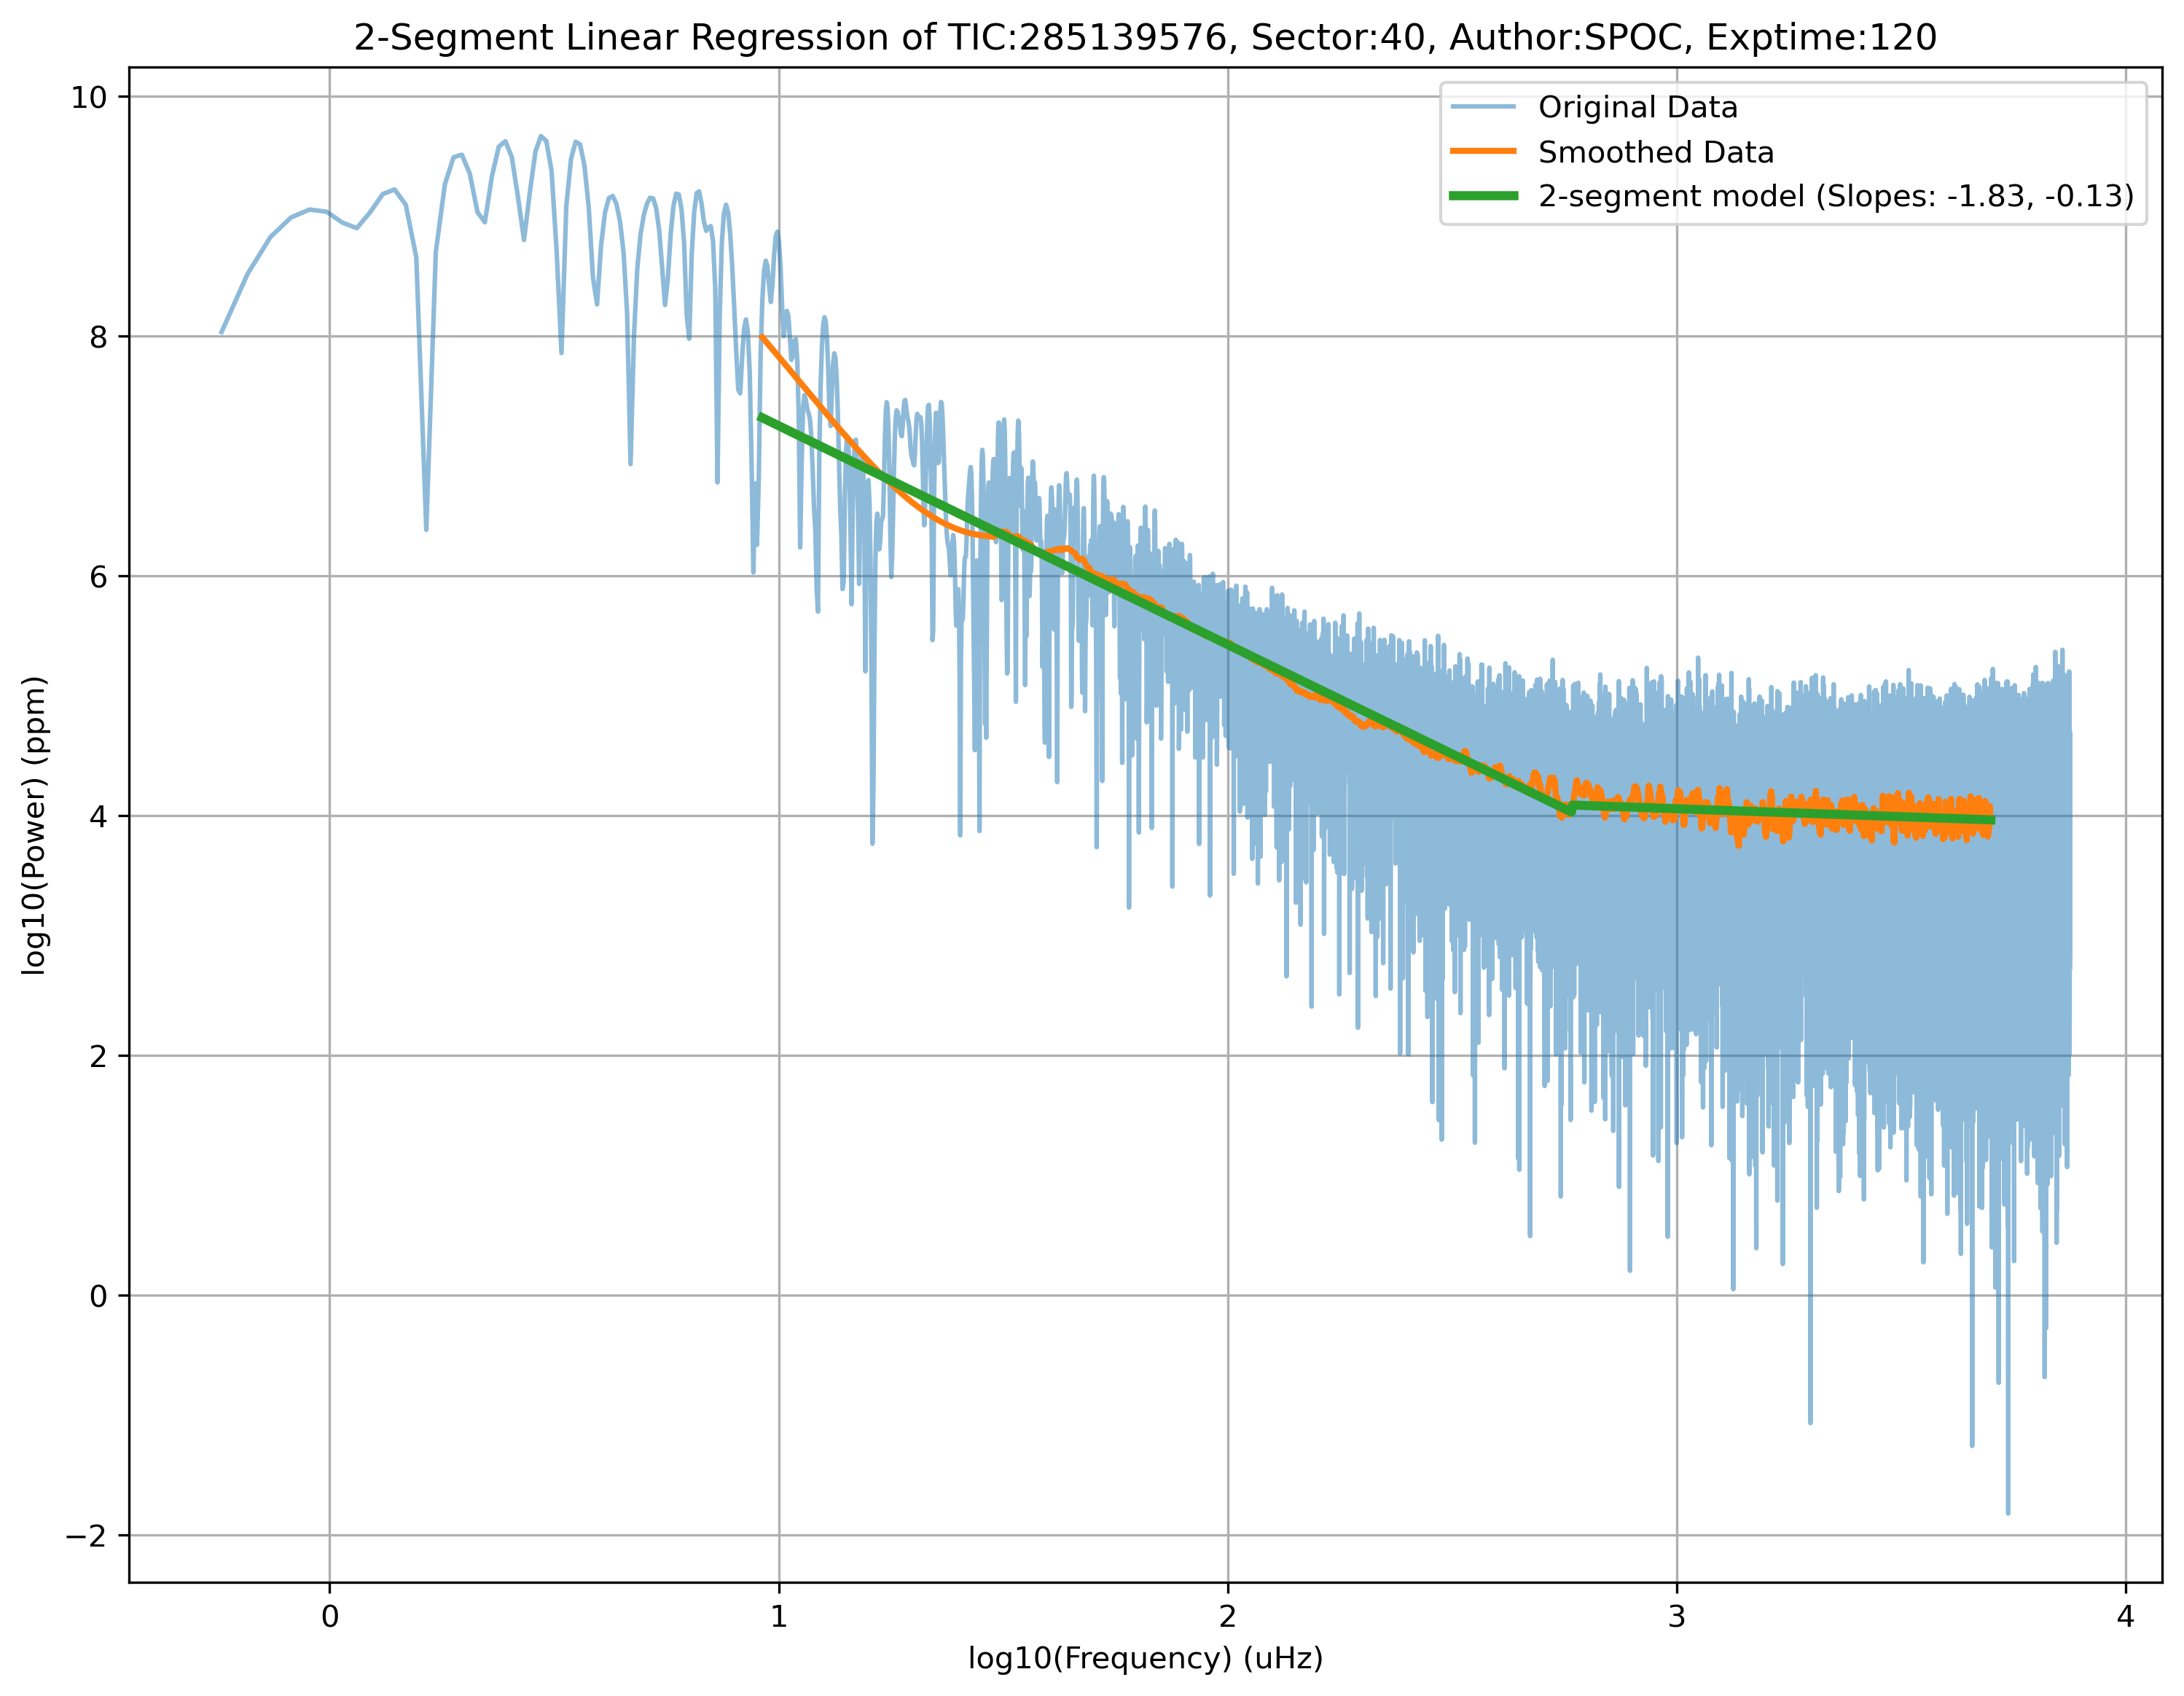 2-Segment Linear Regression of TIC:285139576, Sector:40, Author:SPOC, Exptime:120
Original Data
Smoothed Data
2-segment model (Slopes: -1.83, -0.13)
log10(Power) (ppm)
10
8
6
4
2
0
−2
0 1 2 3 4
log10(Frequency) (uHz)